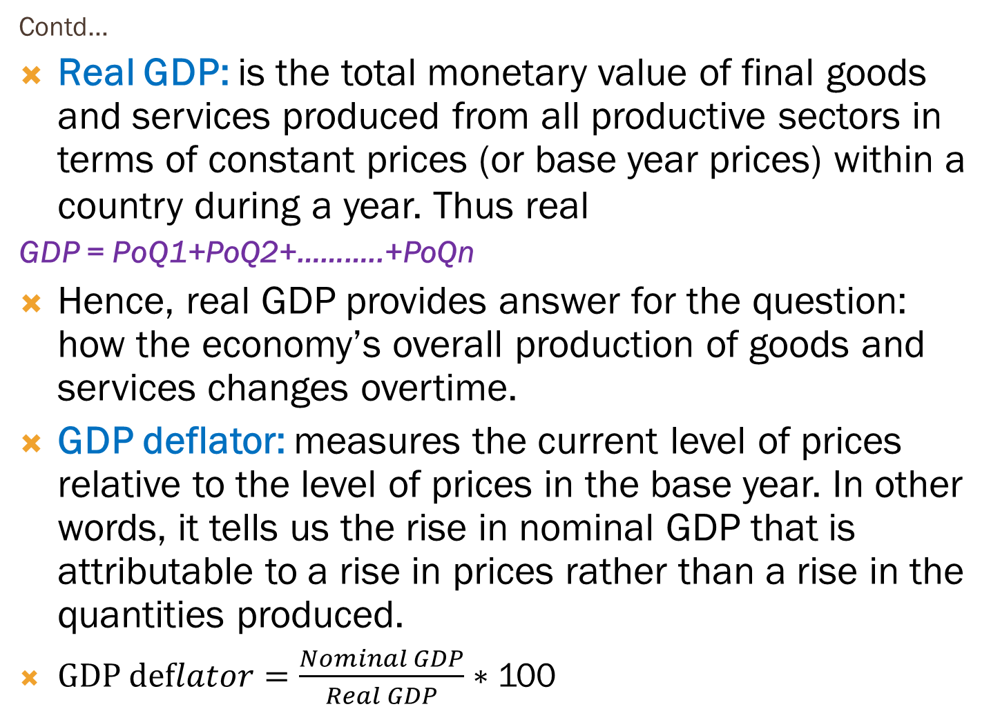 Contd...
Real GDP: is the total monetary value of final goods
and services produced from all productive sectors in
terms of constant prices (or base year prices) within a
country during a year. Thus real
GDP = PoQ1+PoQ2+...........+PoQn
Hence, real GDP provides answer for the question:
how the economy’s overall production of goods and
services changes overtime.
GDP deflator: measures the current level of prices
relative to the level of prices in the base year. In other
words, it tells us the rise in nominal GDP that is
attributable to a rise in prices rather than a rise in the
quantities produced.
GDP deflator = Nominal GDP / Real GDP * 100